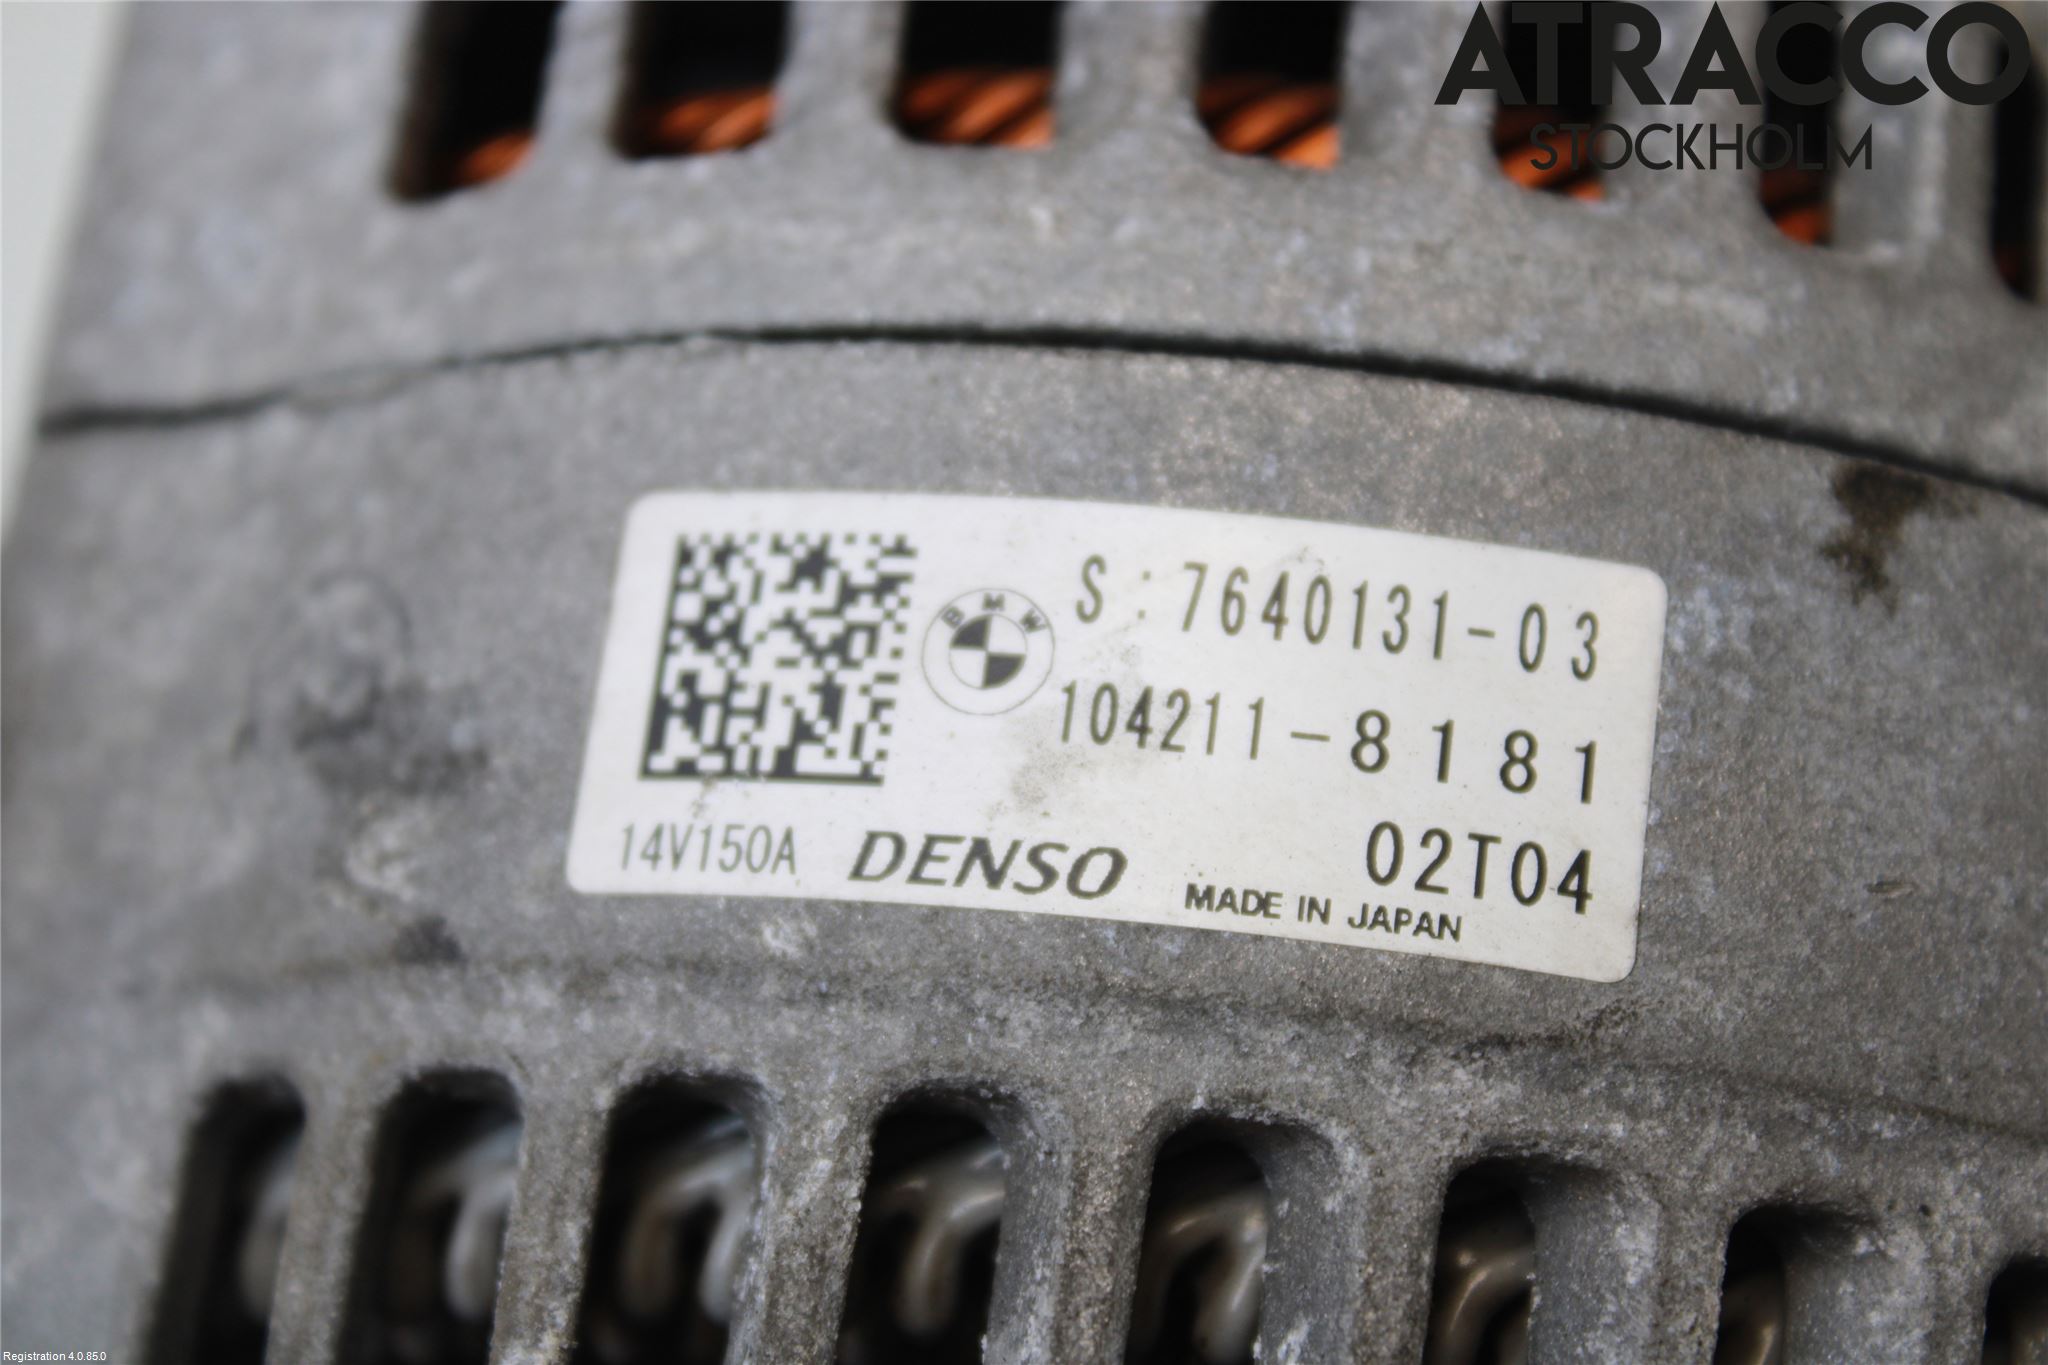 ATRACCO
STOCKHOLM
BMW
S:7640131-03
104211-8181
14V150A DENSO 02T04
MADE IN JAPAN
Registration 4.0.85.0